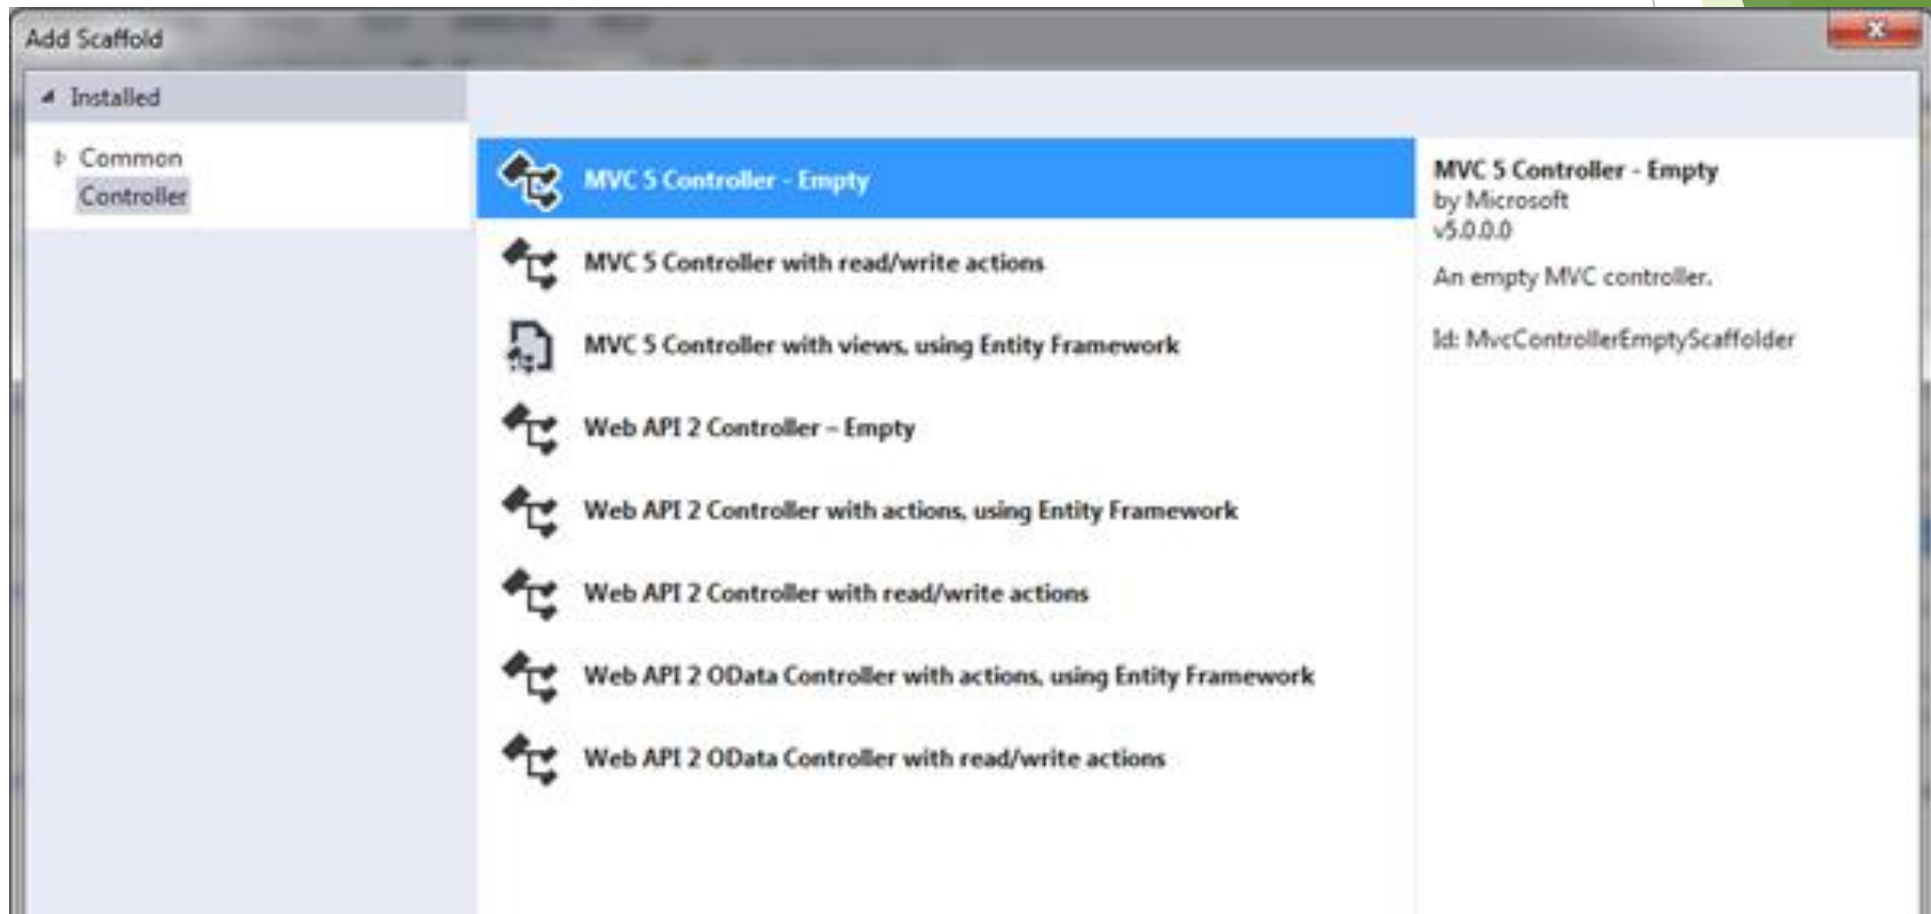 Add Scaffold
Installed
Common
Controller
MVC 5 Controller - Empty
MVC 5 Controller with read/write actions
MVC 5 Controller with views, using Entity Framework
Web API 2 Controller – Empty
Web API 2 Controller with actions, using Entity Framework
Web API 2 Controller with read/write actions
Web API 2 OData Controller with actions, using Entity Framework
Web API 2 OData Controller with read/write actions
MVC 5 Controller - Empty
by Microsoft
v5.0.0.0
An empty MVC controller.
Id: MvcControllerEmptyScaffolder